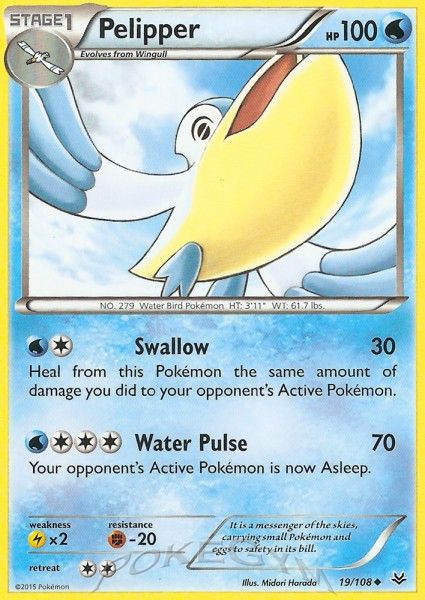 STAGE1 Pelipper HP100
Evolves from Wingull
NO. 279 Water Bird Pokémon HT: 3'11" WT: 61.7 lbs.
Swallow 30
Heal from this Pokémon the same amount of
damage you did to your opponent's Active Pokémon.
Water Pulse 70
Your opponent's Active Pokémon is now Asleep.
weakness resistance
×2 -20
It is a messenger of the skies,
carrying small Pokémon and
eggs to safety in its bill.
retreat
POKEGYM
©2015 Pokémon Illus. Midori Harada 19/108